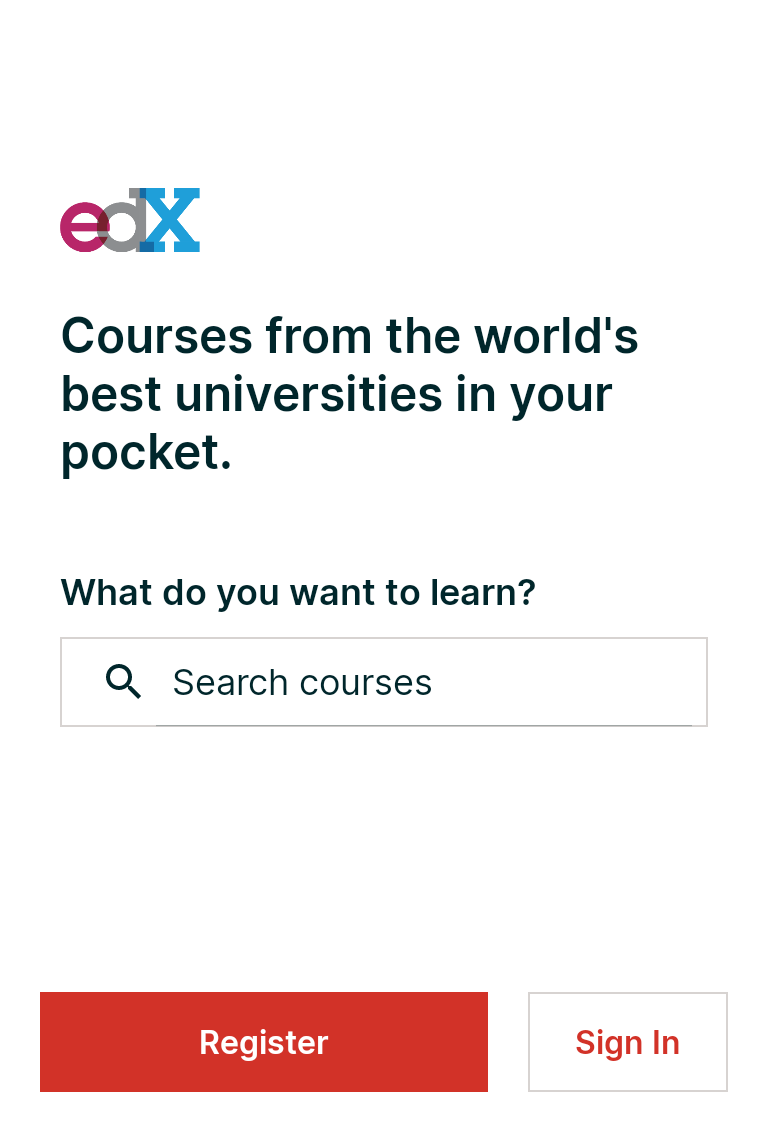 edX
Courses from the world's
best universities in your
pocket.
What do you want to learn?
Search courses
Register
Sign In